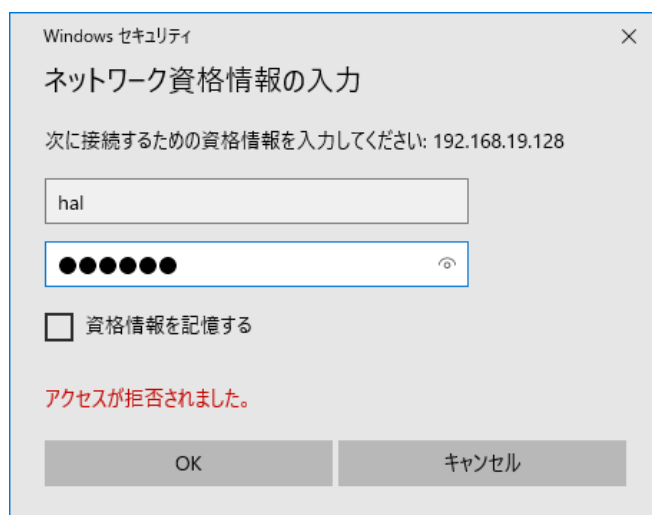 Windows セキュリティ
ネットワーク資格情報の入力
次に接続するための資格情報を入力してください: 192.168.19.128
hal
●●●●●●
資格情報を記憶する
アクセスが拒否されました。
OK
キャンセル